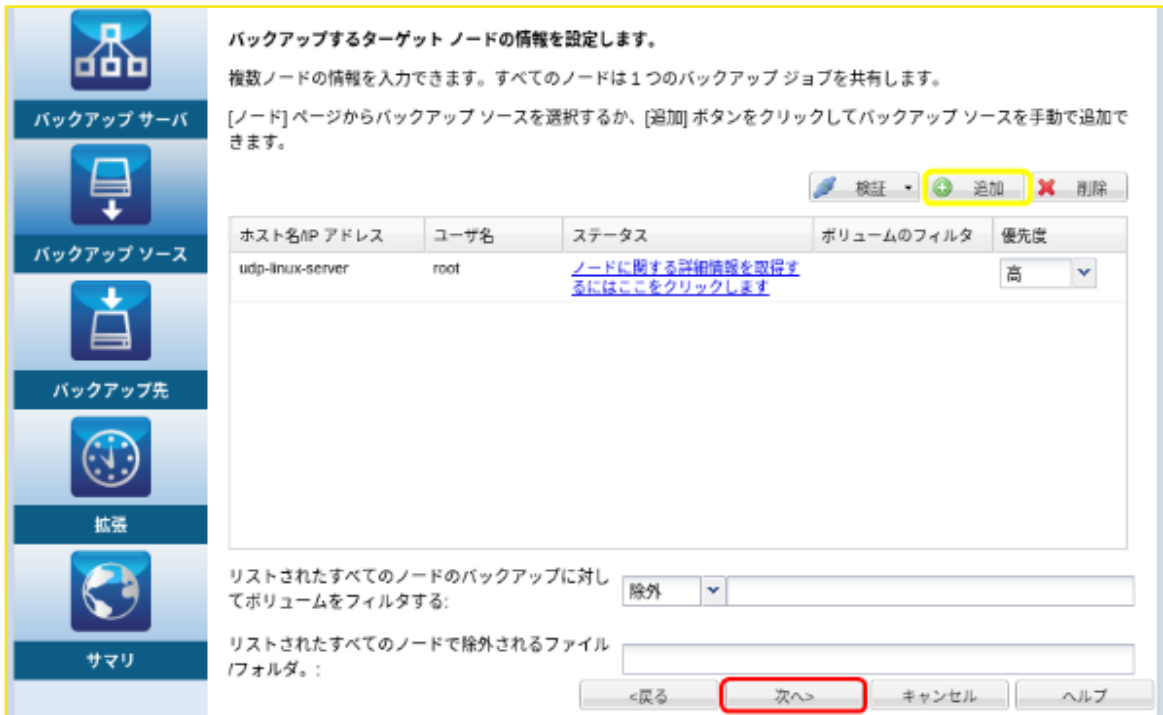 バックアップするターゲット ノードの情報を設定します。
複数ノードの情報を入力できます。すべてのノードは１つのバックアップ ジョブを共有します。
[ノード] ページからバックアップ ソースを選択するか、[追加] ボタンをクリックしてバックアップ ソースを手動で追加で
きます。
バックアップ サーバ
バックアップ ソース
バックアップ先
拡張
サマリ
検証 追加 削除
ホスト名/IP アドレス ユーザ名 ステータス ボリュームのフィルタ 優先度
udp-linux-server root ノードに関する詳細情報を取得す 高
るにはここをクリックします
リストされたすべてのノードのバックアップに対し
てボリュームをフィルタする: 除外
リストされたすべてのノードで除外されるファイル
/フォルダ。:
<戻る 次へ> キャンセル ヘルプ